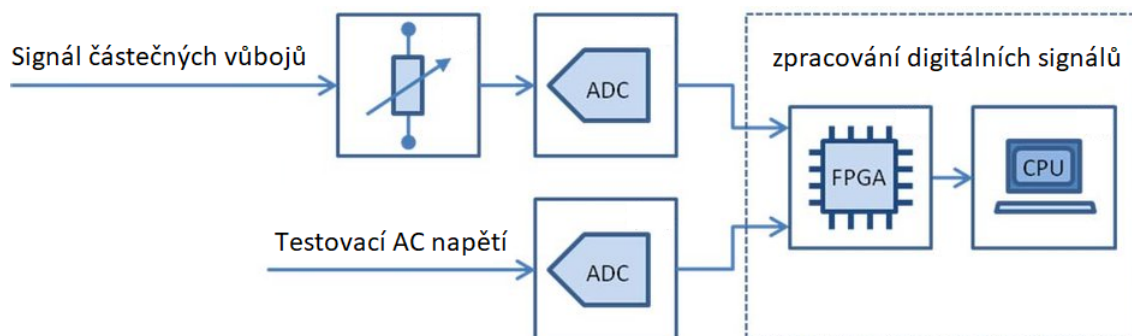 Signál částečných vůbojů
ADC
zpracování digitálních signálů
FPGA
CPU
Testovací AC napětí
ADC